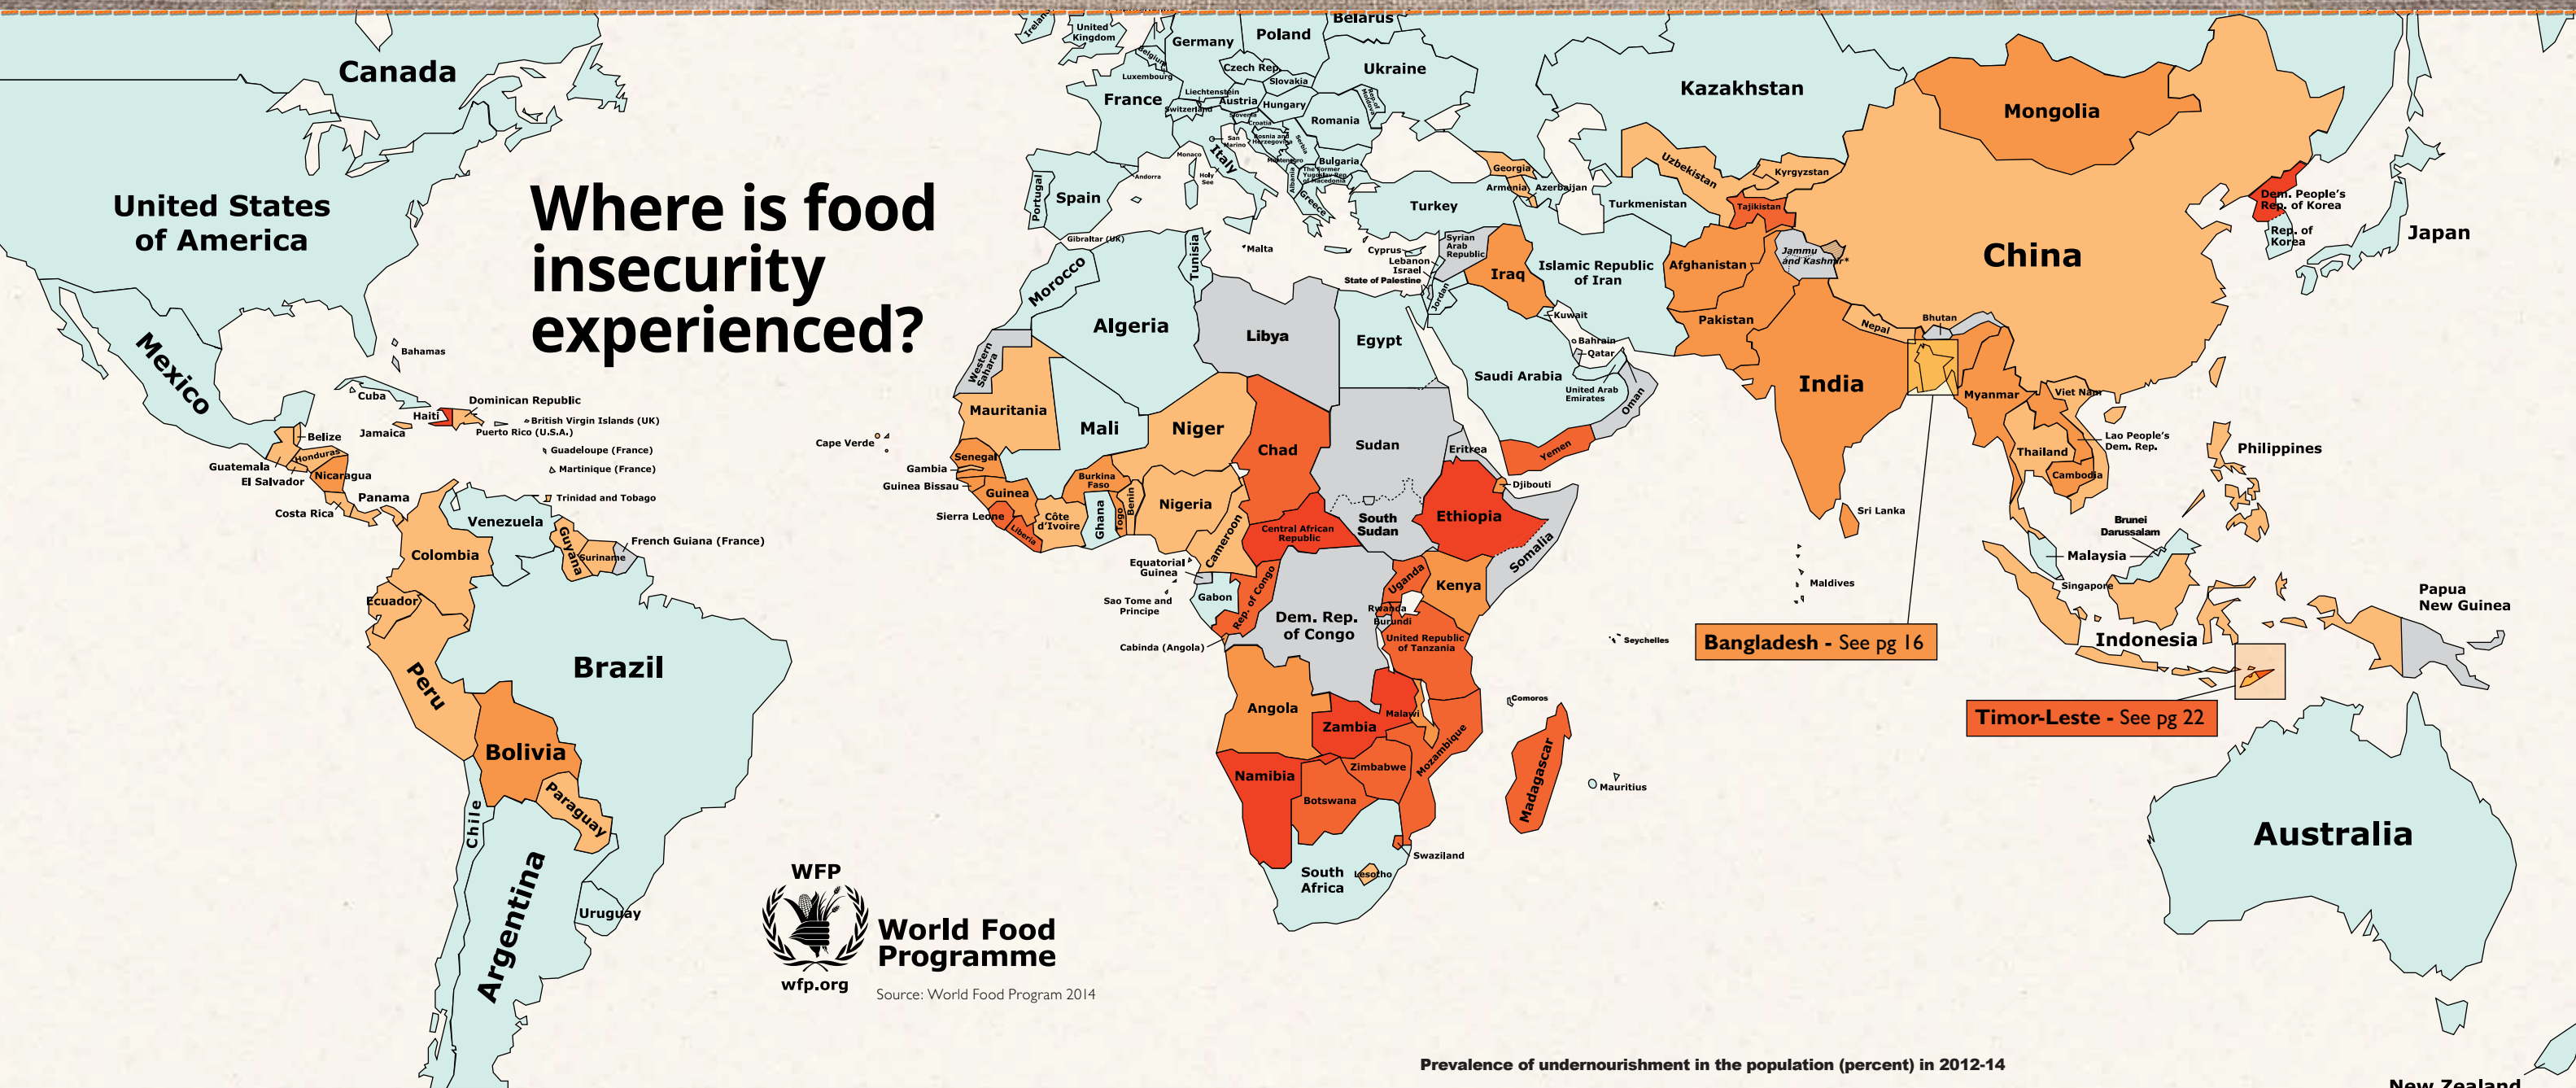 Canada
United States
of America
Mexico
Where is food
insecurity
experienced?
Bahamas
Cuba
Haiti
Dominican Republic
British Virgin Islands (UK)
Puerto Rico (U.S.A.)
Jamaica
Belize
Guadeloupe (France)
Guatemala
Honduras
Martinique (France)
El Salvador
Nicaragua
Trinidad and Tobago
Panama
Costa Rica
Venezuela
Guyana
Suriname
French Guiana (France)
Colombia
Ecuador
Peru
Brazil
Bolivia
Paraguay
Chile
Argentina
Uruguay
WFP
wfp.org
World Food
Programme
Source: World Food Program 2014
Ireland
United
Kingdom
Belgium
Luxembourg
Germany
Poland
Belarus
Czech Rep.
Slovakia
Ukraine
France
Liechtenstein
Switzerland
Austria
Hungary
Rep. of
Moldova
Slovenia
Croatia
Romania
San
Marino
Bosnia and
Herzegovina
Serbia
Monaco
Italy
Montenegro
Bulgaria
Andorra
Holy
See
Albania
The Former
Yugoslav Rep.
of Macedonia
Portugal
Spain
Greece
Turkey
Georgia
Armenia
Azerbaijan
Gibraltar (UK)
Malta
Cyprus
Lebanon
Israel
State of Palestine
Syrian
Arab
Republic
Jordan
Iraq
Islamic Republic
of Iran
Kuwait
Bahrain
Qatar
Saudi Arabia
United Arab
Emirates
Oman
Yemen
Kazakhstan
Uzbekistan
Kyrgyzstan
Turkmenistan
Tajikistan
Afghanistan
Jammu
and Kashmir*
Pakistan
India
Nepal
Bhutan
Mongolia
China
Dem. People's
Rep. of Korea
Rep. of
Korea
Japan
Myanmar
Viet Nam
Lao People's
Dem. Rep.
Thailand
Cambodia
Philippines
Sri Lanka
Maldives
Brunei
Darussalam
Malaysia
Singapore
Indonesia
Papua
New Guinea
Bangladesh - See pg 16
Timor-Leste - See pg 22
Australia
New Zealand
Morocco
Tunisia
Western
Sahara
Algeria
Libya
Egypt
Mauritania
Mali
Niger
Chad
Sudan
Eritrea
Cape Verde
Senegal
Gambia
Guinea Bissau
Guinea
Sierra Leone
Liberia
Côte
d'Ivoire
Burkina
Faso
Ghana
Togo
Benin
Nigeria
Cameroon
Central African
Republic
South
Sudan
Ethiopia
Djibouti
Somalia
Equatorial
Guinea
Sao Tome and
Principe
Gabon
Rep. of Congo
Cabinda (Angola)
Dem. Rep.
of Congo
Uganda
Kenya
Rwanda
Burundi
United Republic
of Tanzania
Seychelles
Comoros
Angola
Zambia
Malawi
Mozambique
Zimbabwe
Namibia
Botswana
Madagascar
Mauritius
Swaziland
South
Africa
Lesotho
Prevalence of undernourishment in the population (percent) in 2012-14